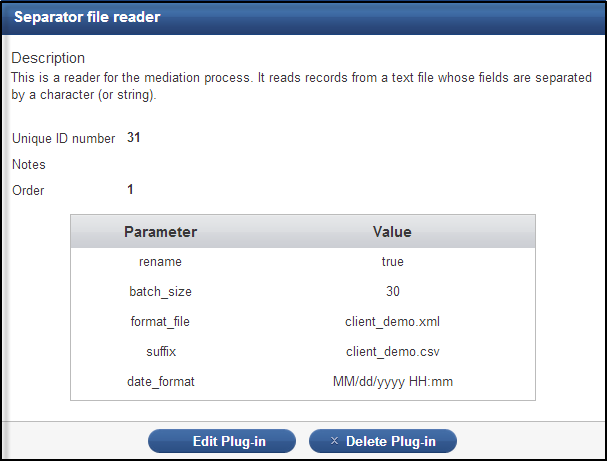 Separator file reader
Description
This is a reader for the mediation process. It reads records from a text file whose fields are separated
by a character (or string).
Unique ID number 31
Notes
Order 1
Parameter Value
rename true
batch_size 30
format_file client_demo.xml
suffix client_demo.csv
date_format MM/dd/yyyy HH:mm
Edit Plug-in X Delete Plug-in